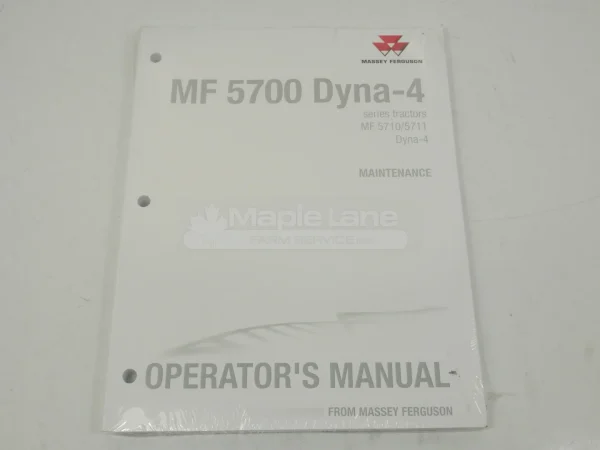 MASSEY FERGUSON
MF 5700 Dyna-4
series tractors
MF 5710/5711
Dyna-4
MAINTENANCE
Maple Lane
FARM SERVICE
OPERATOR'S MANUAL
FROM MASSEY FERGUSON